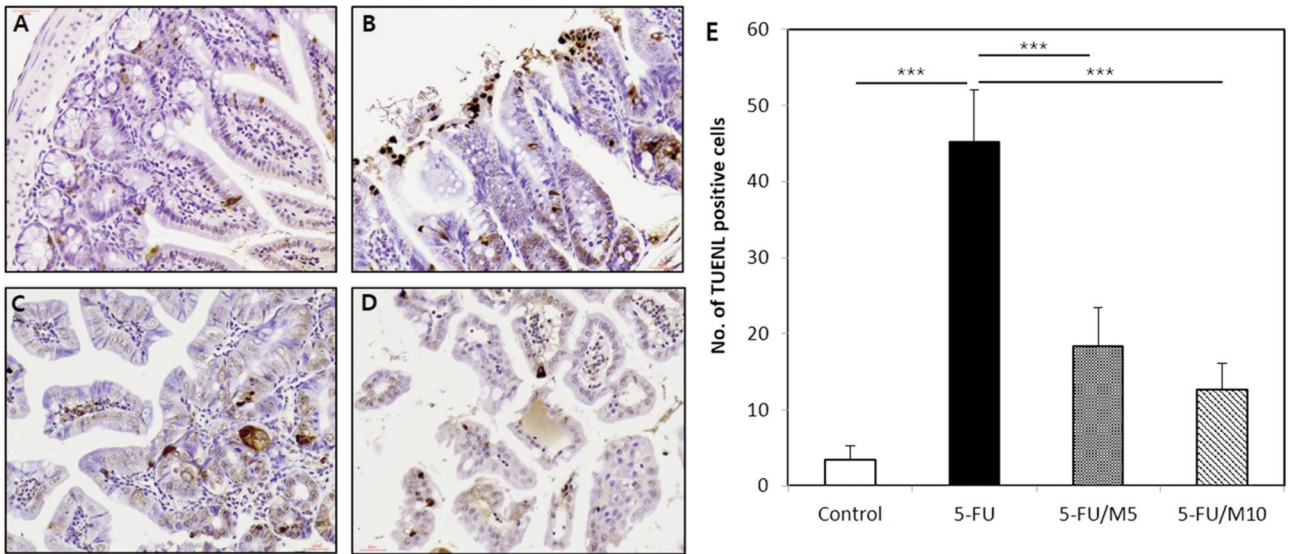 A
B
C
D
E
No. of TUENL positive cells
60
50
40
30
20
10
0
***
***
***
Control
5-FU
5-FU/M5
5-FU/M10